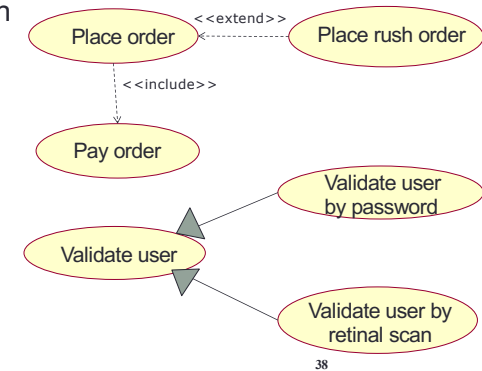 n
Place order
<<extend>>
Place rush order
<<include>>
Pay order
Validate user
by password
Validate user
Validate user by
retinal scan
38